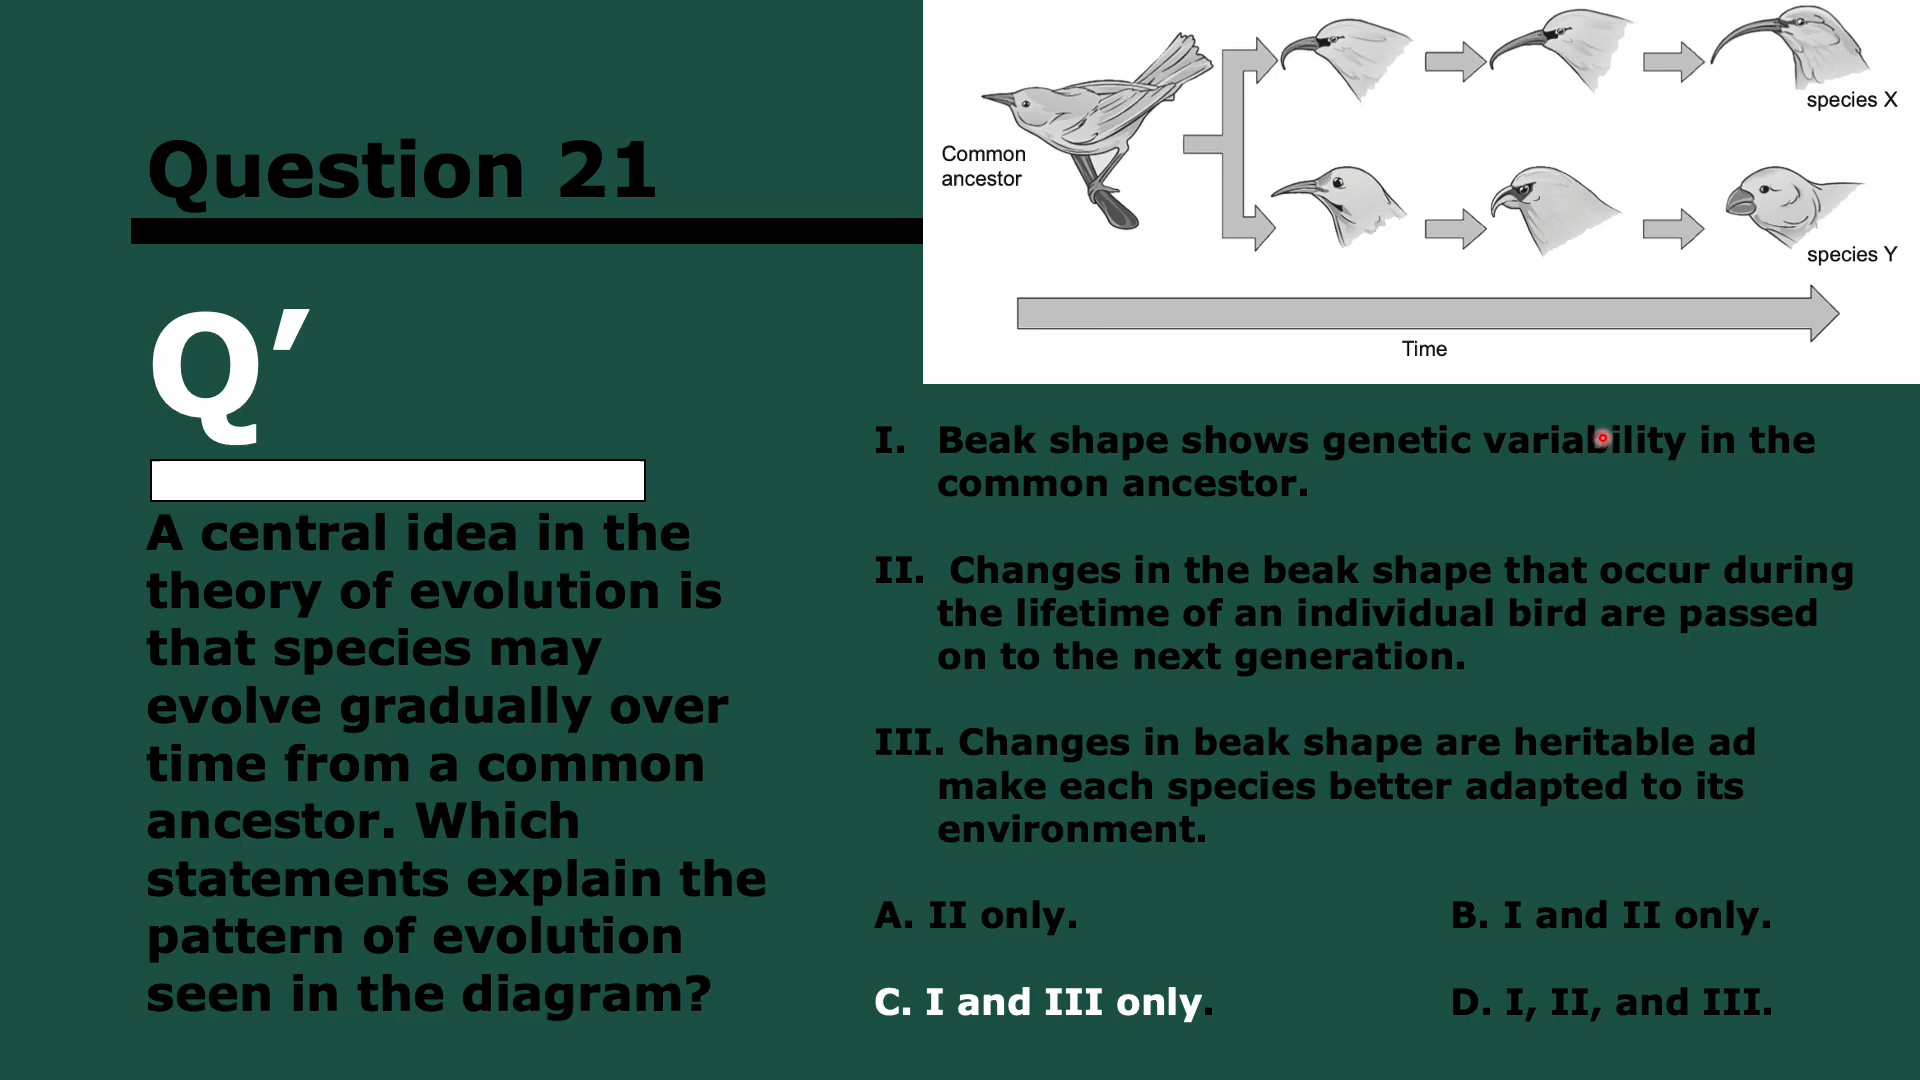 Question 21
Q’
A central idea in the
theory of evolution is
that species may
evolve gradually over
time from a common
ancestor. Which
statements explain the
pattern of evolution
seen in the diagram?
Common
ancestor
species X
species Y
Time
I. Beak shape shows genetic variability in the
common ancestor.
II. Changes in the beak shape that occur during
the lifetime of an individual bird are passed
on to the next generation.
III. Changes in beak shape are heritable ad
make each species better adapted to its
environment.
A. II only. B. I and II only.
C. I and III only. D. I, II, and III.